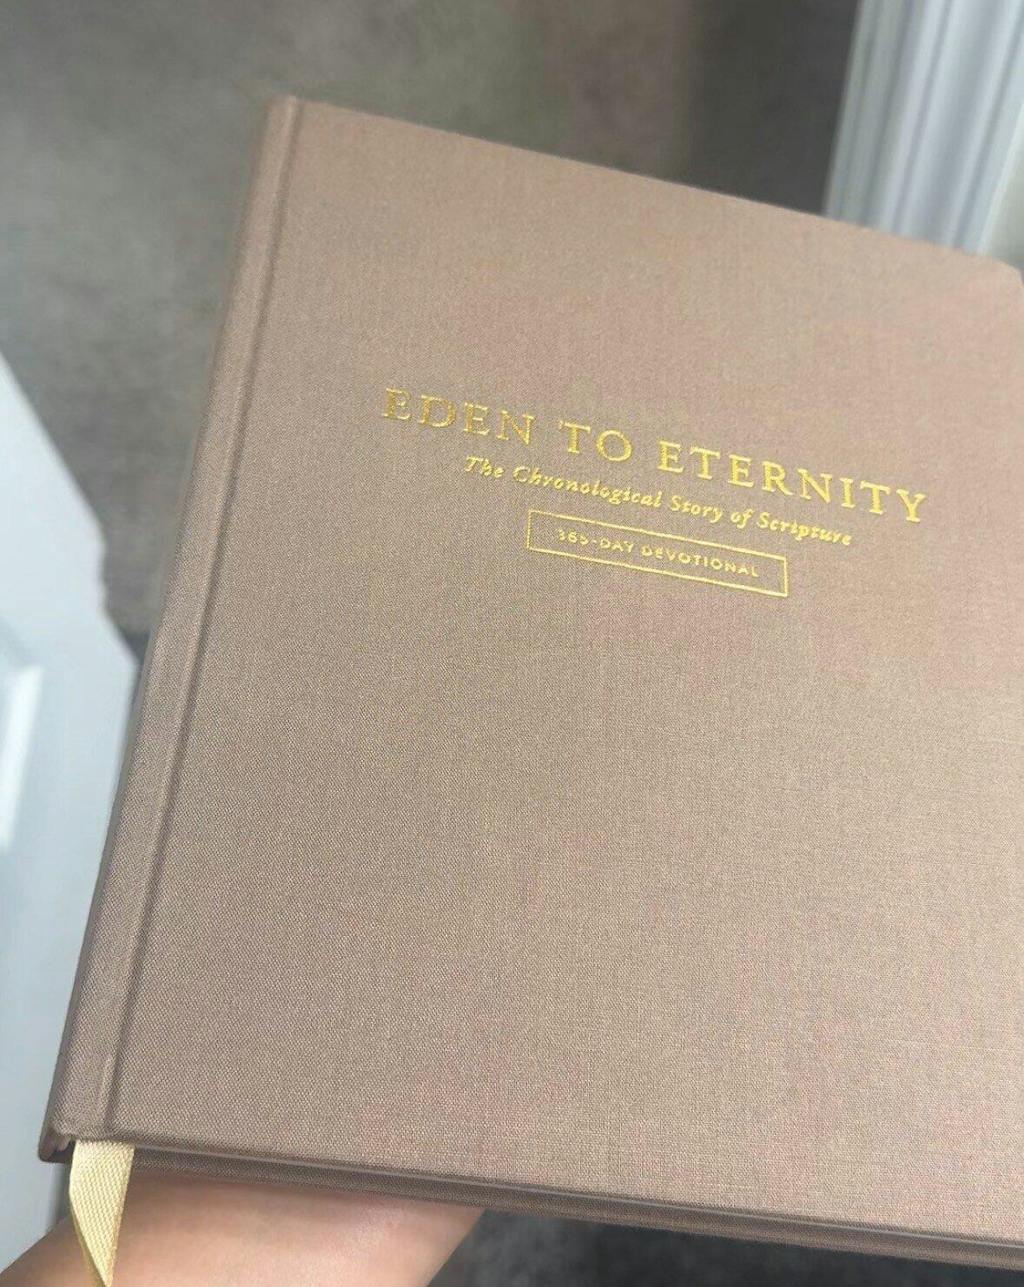 EDEN TO ETERNITY
The Chronological Story of Scripture
365-DAY DEVOTIONAL